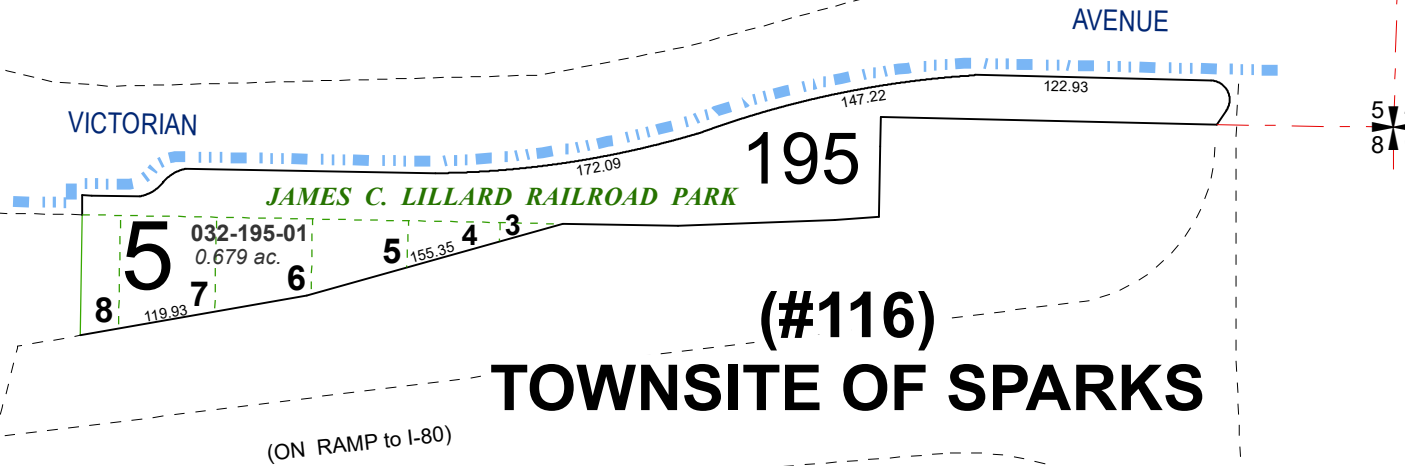 AVENUE
122.93
147.22
5
8
VICTORIAN
172.09
195
JAMES C. LILLARD RAILROAD PARK
5
032-195-01
0.679 ac.
3
4
155.35
5
6
7
8
119.93
(#116)
TOWNSITE OF SPARKS
(ON RAMP to I-80)